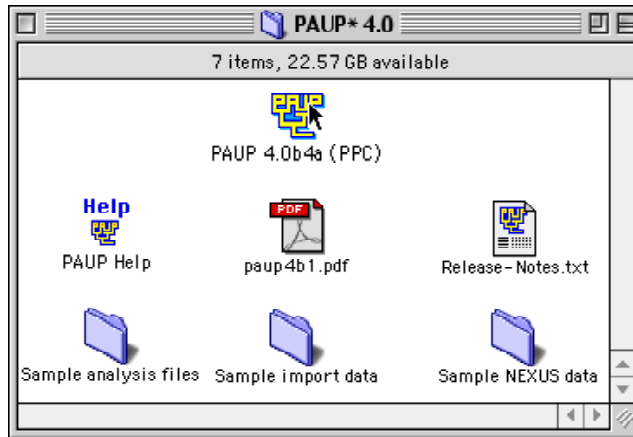 PAUP* 4.0
7 items, 22.57 GB available
PAUP
PAUP 4.0b4a (PPC)
Help
PDF
PAUP Help
paup4b1.pdf
Release-Notes.txt
Sample analysis files
Sample import data
Sample NEXUS data